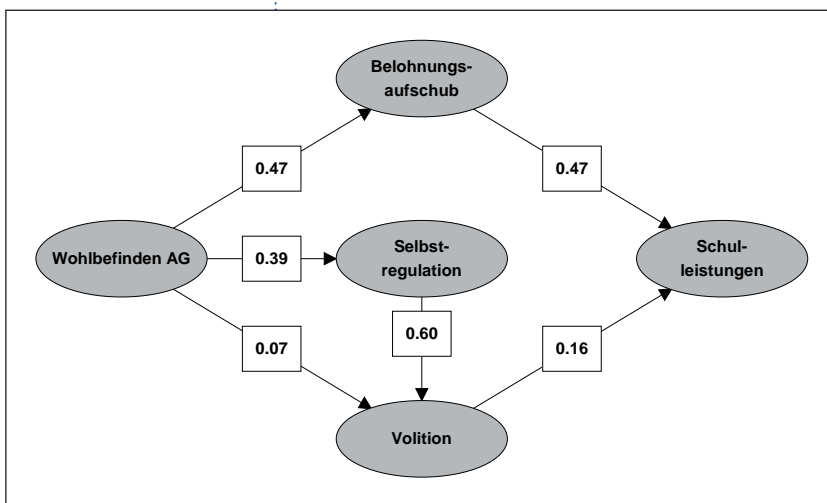 Belohnungs-
aufschub
0.47
0.47
Wohlbefinden AG
0.39
Selbst-
regulation
Schul-
leistungen
0.07
0.60
0.16
Volition